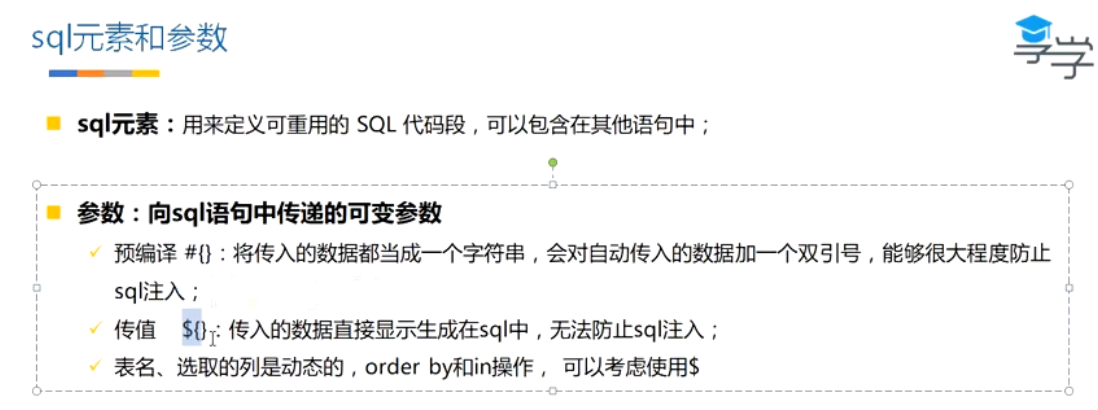 sql元素和参数
享学
sql元素：用来定义可重用的 SQL 代码段，可以包含在其他语句中；
参数：向sql语句中传递的可变参数
预编译 #{}：将传入的数据都当成一个字符串，会对自动传入的数据加一个双引号，能够很大程度防止
sql注入；
传值 ${}：传入的数据直接显示生成在sql中，无法防止sql注入；
表名、选取的列是动态的，order by和in操作， 可以考虑使用$